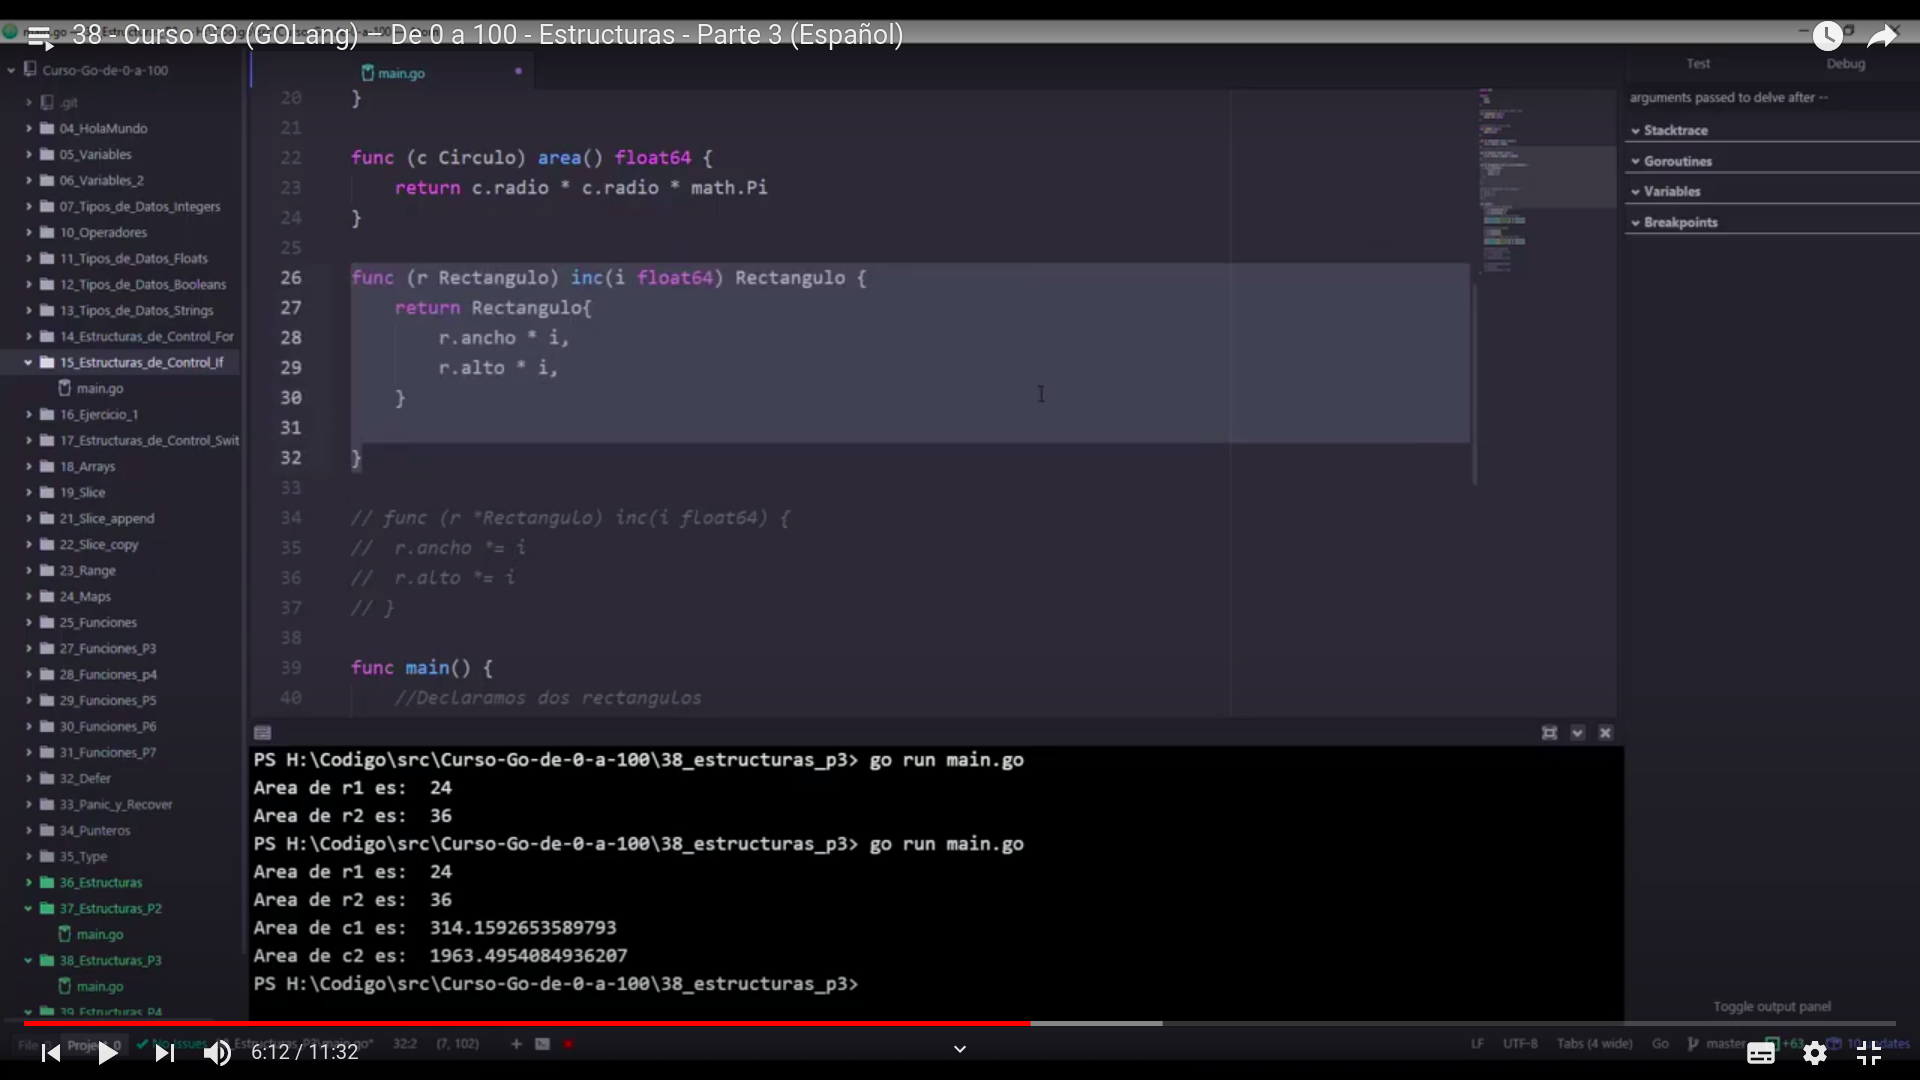 38 - Curso GO (GOLang) – De 0 a 100 - Estructuras - Parte 3 (Español)
Curso-Go-de-0-a-100
.git
04_HolaMundo
05_Variables
06_Variables_2
07_Tipos_de_Datos_Integers
10_Operadores
11_Tipos_de_Datos_Floats
12_Tipos_de_Datos_Booleans
13_Tipos_de_Datos_Strings
14_Estructuras_de_Control_For
15_Estructuras_de_Control_If
main.go
16_Ejercicio_1
17_Estructuras_de_Control_Swit
18_Arrays
19_Slice
21_Slice_append
22_Slice_copy
23_Range
24_Maps
25_Funciones
27_Funciones_P3
28_Funciones_p4
29_Funciones_P5
30_Funciones_P6
31_Funciones_P7
32_Defer
33_Panic_y_Recover
34_Punteros
35_Type
36_Estructuras
37_Estructuras_P2
main.go
38_Estructuras_P3
main.go
39_Estructuras_P4
main.go
20 }
21
22 func (c Circulo) area() float64 {
23 return c.radio * c.radio * math.Pi
24 }
25
26 func (r Rectangulo) inc(i float64) Rectangulo {
27 return Rectangulo{
28 r.ancho * i,
29 r.alto * i,
30 }
31
32 }
33
34 // func (r *Rectangulo) inc(i float64) {
35 // r.ancho *= i
36 // r.alto *= i
37 // }
38
39 func main() {
40 //Declaramos dos rectangulos
Test Debug
arguments passed to delve after --
Stacktrace
Goroutines
Variables
Breakpoints
Toggle output panel
PS H:\Codigo\src\Curso-Go-de-0-a-100\38_estructuras_p3> go run main.go
Area de r1 es: 24
Area de r2 es: 36
PS H:\Codigo\src\Curso-Go-de-0-a-100\38_estructuras_p3> go run main.go
Area de r1 es: 24
Area de r2 es: 36
Area de c1 es: 314.1592653589793
Area de c2 es: 1963.4954084936207
PS H:\Codigo\src\Curso-Go-de-0-a-100\38_estructuras_p3>
File 0 Project 0 No Issues 32:2 (7, 102) LF UTF-8 Tabs (4 wide) Go master +63
6:12 / 11:32